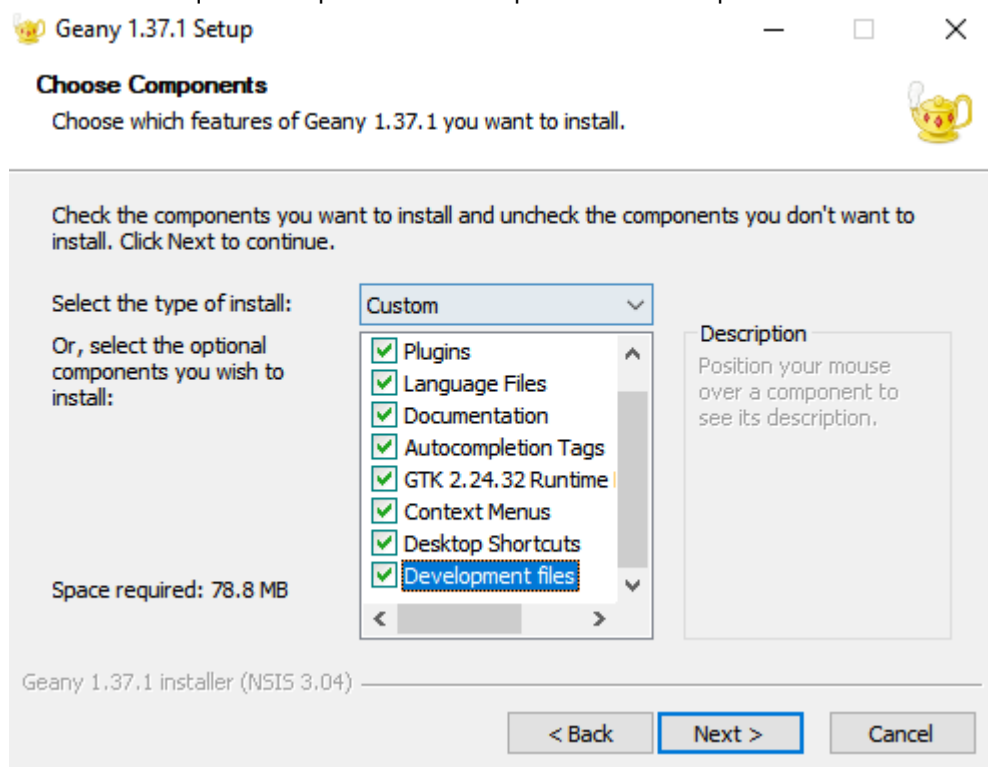 Geany 1.37.1 Setup
Choose Components
Choose which features of Geany 1.37.1 you want to install.
Check the components you want to install and uncheck the components you don't want to
install. Click Next to continue.
Select the type of install:
Custom
Or, select the optional
components you wish to
install:
Plugins
Language Files
Documentation
Autocompletion Tags
GTK 2.24.32 Runtime
Context Menus
Desktop Shortcuts
Development files
Description
Position your mouse
over a component to
see its description.
Space required: 78.8 MB
Geany 1.37.1 installer (NSIS 3.04)
< Back
Next >
Cancel